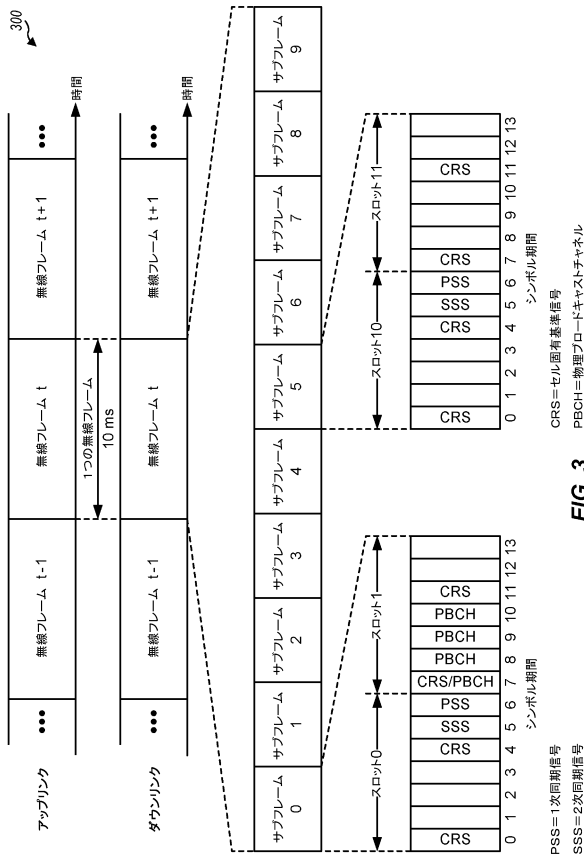 300
アップリンク
••• 無線フレーム t-1 無線フレーム t 無線フレーム t+1 •••
時間
1つの無線フレーム
10 ms
ダウンリンク
••• 無線フレーム t-1 無線フレーム t 無線フレーム t+1 •••
時間
サブフレーム 0 サブフレーム 1 サブフレーム 2 サブフレーム 3 サブフレーム 4 サブフレーム 5 サブフレーム 6 サブフレーム 7 サブフレーム 8 サブフレーム 9
スロット0 スロット1 スロット10 スロット11
CRS CRS SSS PSS CRS/PBCH PBCH PBCH PBCH CRS
0 1 2 3 4 5 6 7 8 9 10 11 12 13
シンボル期間
CRS CRS SSS PSS CRS CRS
0 1 2 3 4 5 6 7 8 9 10 11 12 13
シンボル期間
PSS=1次同期信号
SSS=2次同期信号
CRS=セル固有基準信号
PBCH=物理ブロードキャストチャネル
FIG. 3